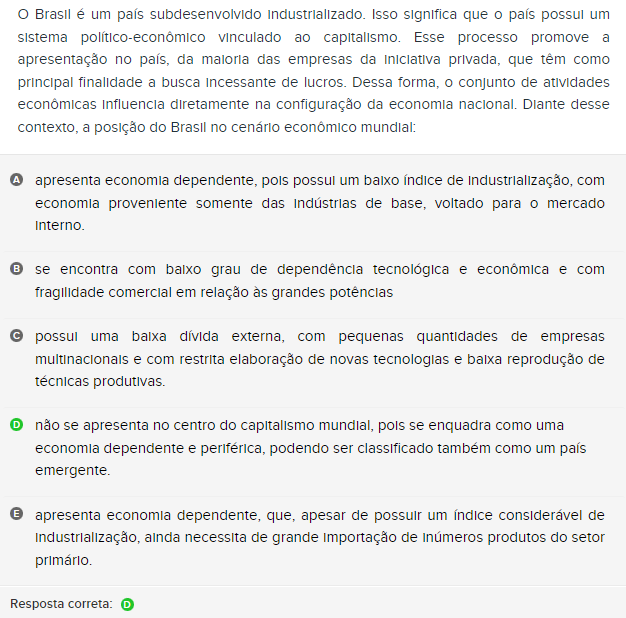 O Brasil é um país subdesenvolvido industrializado. Isso significa que o país possui um
sistema político-econômico vinculado ao capitalismo. Esse processo promove a
apresentação no país, da maioria das empresas da iniciativa privada, que têm como
principal finalidade a busca incessante de lucros. Dessa forma, o conjunto de atividades
econômicas influencia diretamente na configuração da economia nacional. Diante desse
contexto, a posição do Brasil no cenário econômico mundial:
A apresenta economia dependente, pois possui um baixo índice de industrialização, com
economia proveniente somente das indústrias de base, voltado para o mercado
interno.
B se encontra com baixo grau de dependência tecnológica e econômica e com
fragilidade comercial em relação às grandes potências
C possui uma baixa dívida externa, com pequenas quantidades de empresas
multinacionais e com restrita elaboração de novas tecnologias e baixa reprodução de
técnicas produtivas.
D não se apresenta no centro do capitalismo mundial, pois se enquadra como uma
economia dependente e periférica, podendo ser classificado também como um país
emergente.
E apresenta economia dependente, que, apesar de possuir um índice considerável de
industrialização, ainda necessita de grande importação de inúmeros produtos do setor
primário.
Resposta correta: D